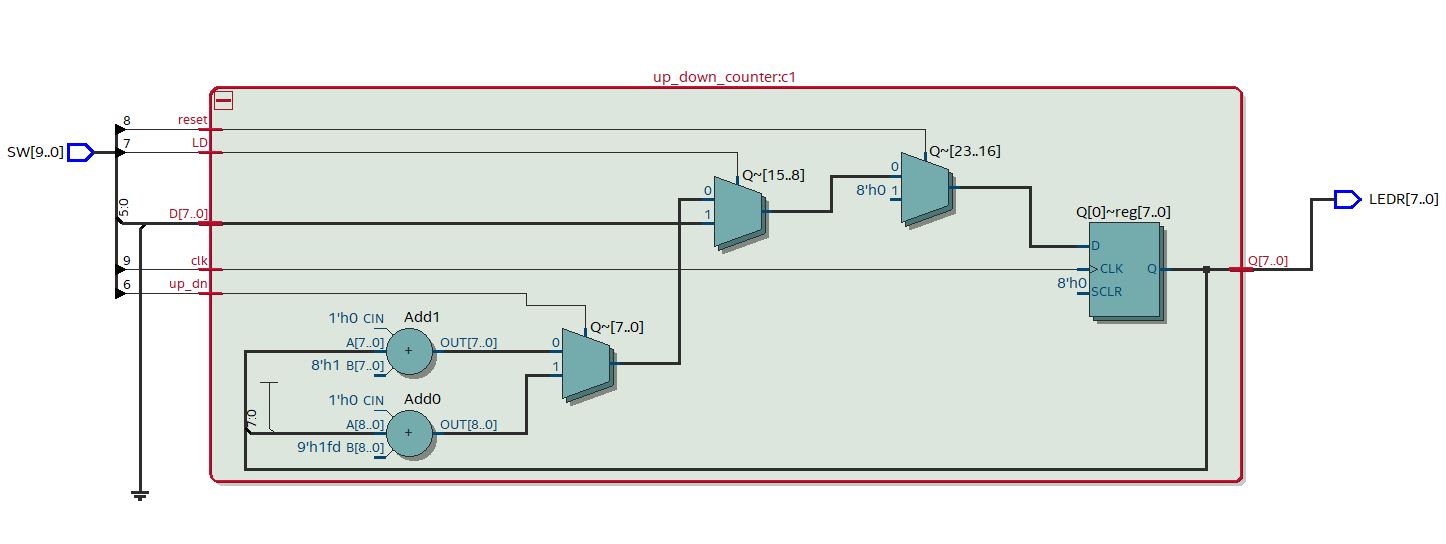 up_down_counter:c1
8 reset
7 LD
SW[9..0]
5:0
D[7..0]
9 clk
6 up_dn
Q~[15..8]
0
1
Q~[23..16]
0
8'h0 1
Q[0]~reg[7..0]
D
CLK Q
8'h0
SCLR
Q[7..0]
LEDR[7..0]
Add1
1'h0 CIN
A[7..0] OUT[7..0]
8'h1 B[7..0]
Q~[7..0]
0
1
Add0
1'h0 CIN
7:0
A[8..0] OUT[8..0]
9'h1fd B[8..0]
+
+